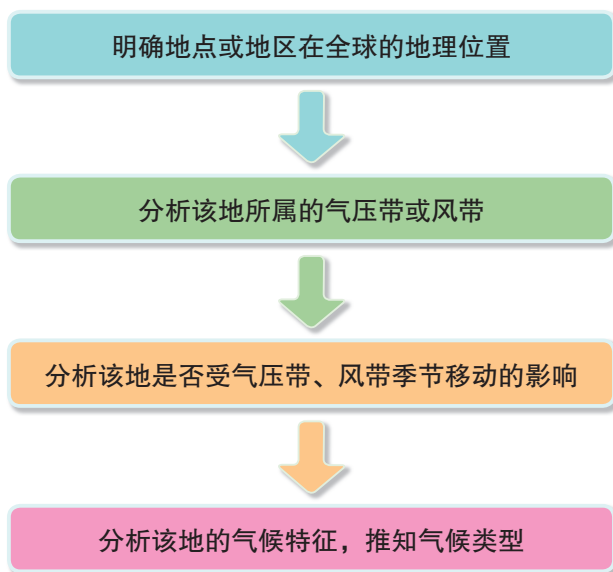 明确地点或地区在全球的地理位置
分析该地所属的气压带或风带
分析该地是否受气压带、风带季节移动的影响
分析该地的气候特征，推知气候类型